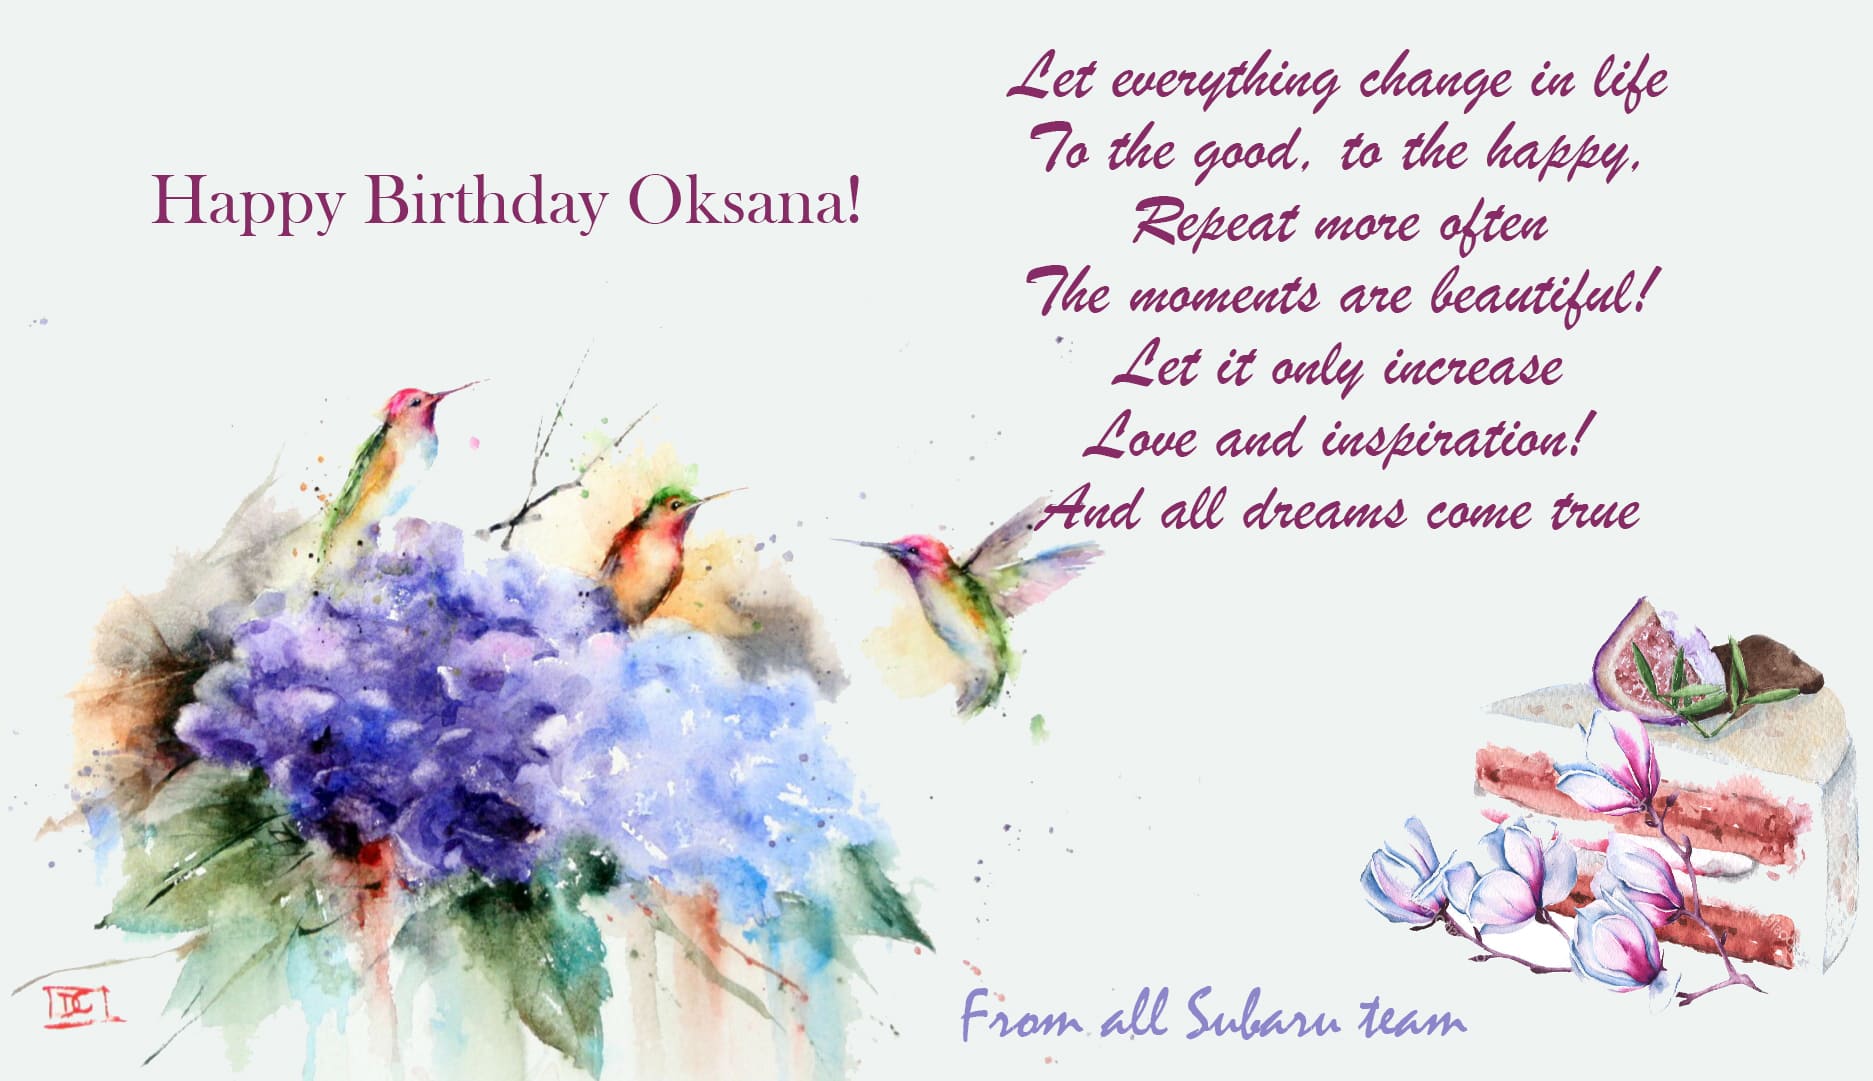 Happy Birthday Oksana!
Let everything change in life
To the good, to the happy,
Repeat more often
The moments are beautiful!
Let it only increase
Love and inspiration!
And all dreams come true
From all Subaru team
DC